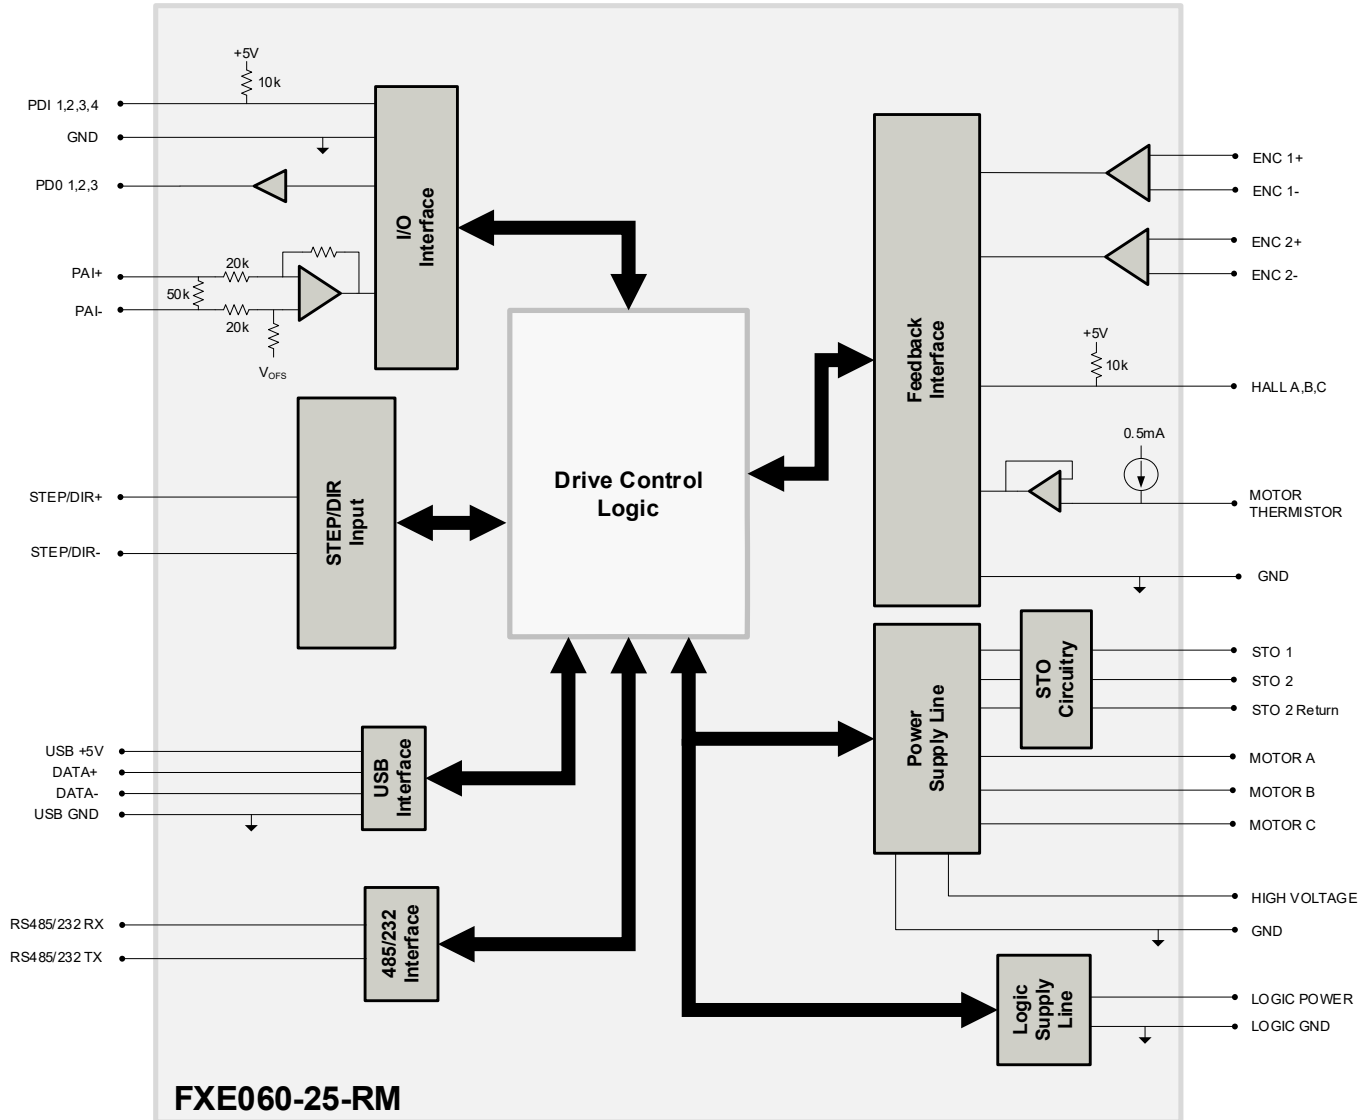 +5V
10k
PDI 1,2,3,4
GND
PD0 1,2,3
PAI+
20k
50k
PAI-
20k
VOFS
I/O
Interface
STEP/DIR+
STEP/DIR-
STEP/DIR
Input
USB +5V
DATA+
DATA-
USB GND
USB
Interface
RS485/232 RX
RS485/232 TX
485/232
Interface
Drive Control
Logic
Feedback
Interface
ENC 1+
ENC 1-
ENC 2+
ENC 2-
+5V
10k
HALL A,B,C
0.5mA
MOTOR
THERMISTOR
GND
Power
Supply Line
STO
Circuitry
STO 1
STO 2
STO 2 Return
MOTOR A
MOTOR B
MOTOR C
HIGH VOLTAGE
GND
Logic
Supply
Line
LOGIC POWER
LOGIC GND
FXE060-25-RM